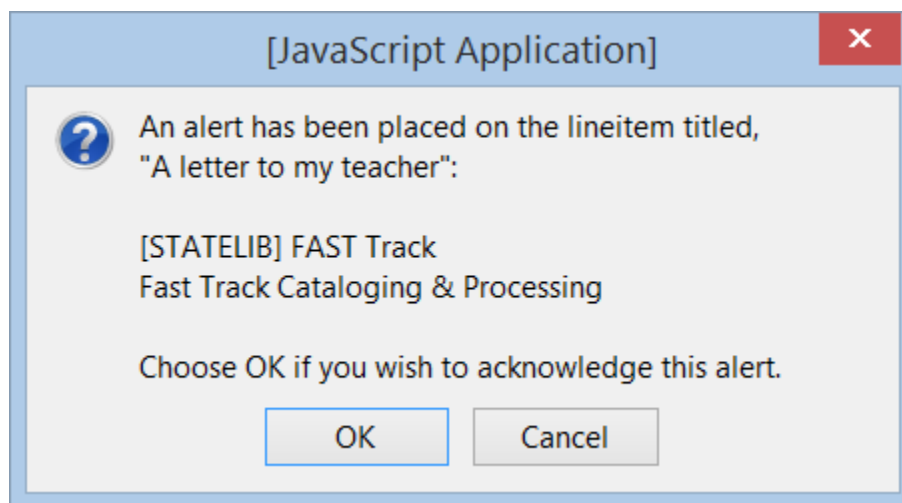 [JavaScript Application]
An alert has been placed on the lineitem titled,
"A letter to my teacher":
[STATELIB] FAST Track
Fast Track Cataloging & Processing
Choose OK if you wish to acknowledge this alert.
OK
Cancel